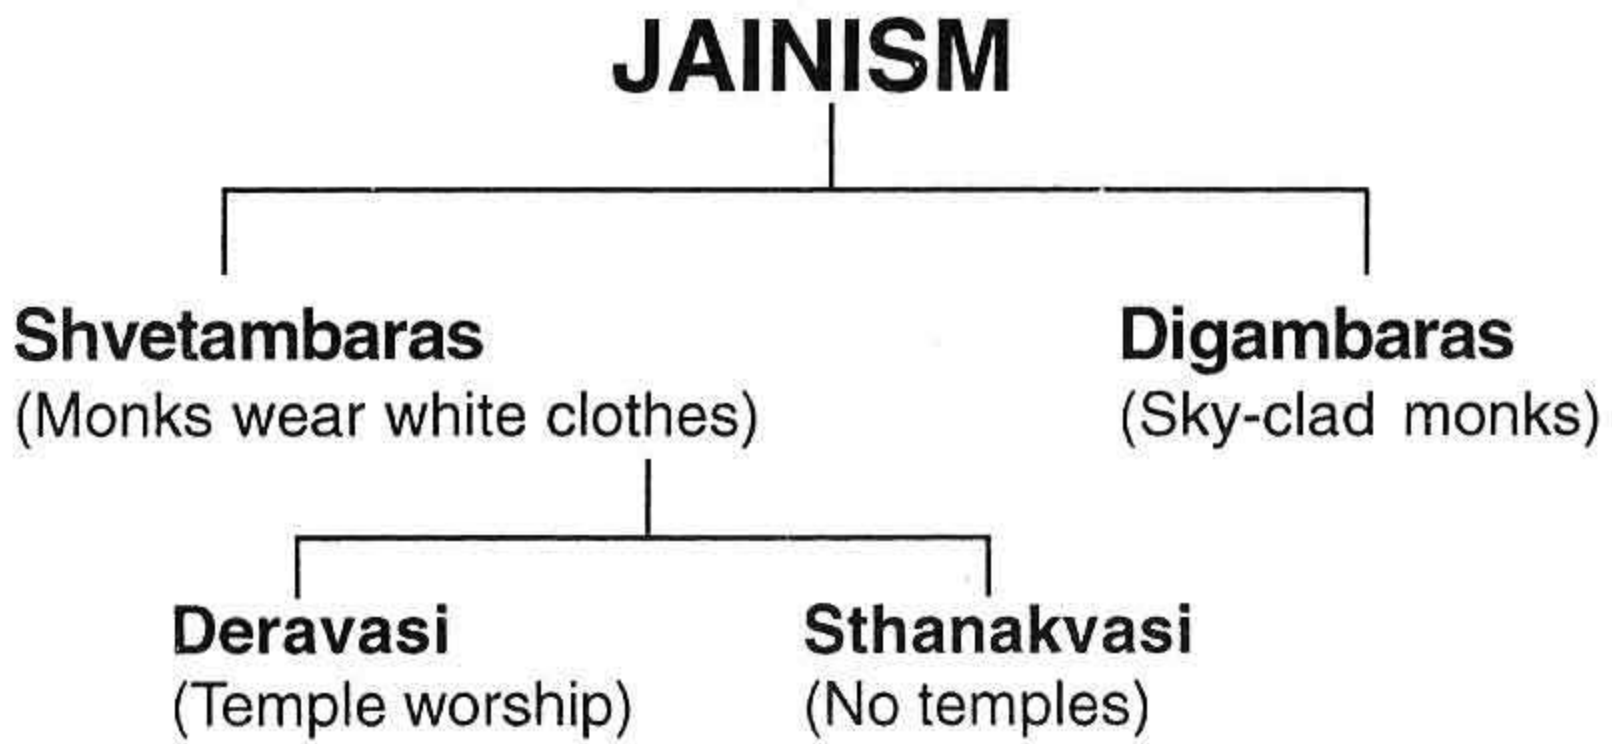 JAINISM
Shvetambaras
(Monks wear white clothes)
Digambaras
(Sky-clad monks)
Deravasi
(Temple worship)
Sthanakvasi
(No temples)